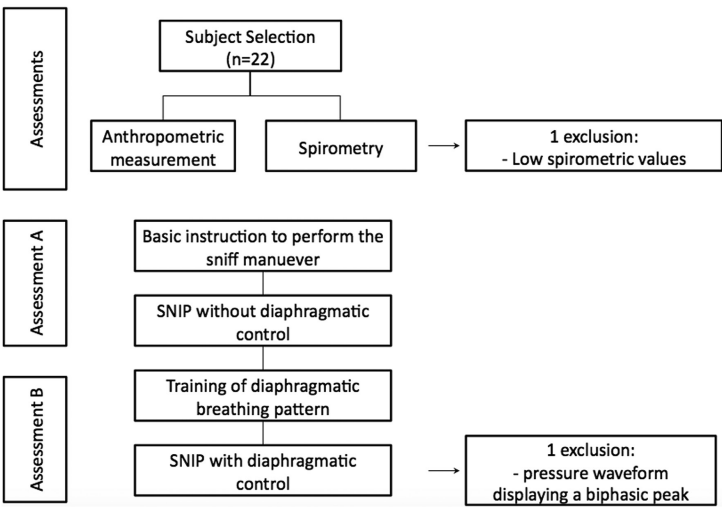 Assessments
Subject Selection
(n=22)
Anthropometric
measurement
Spirometry
1 exclusion:
- Low spirometric values
Assessment A
Basic instruction to perform the
sniff manuever
SNIP without diaphragmatic
control
Assessment B
Training of diaphragmatic
breathing pattern
SNIP with diaphragmatic
control
1 exclusion:
- pressure waveform
displaying a biphasic peak